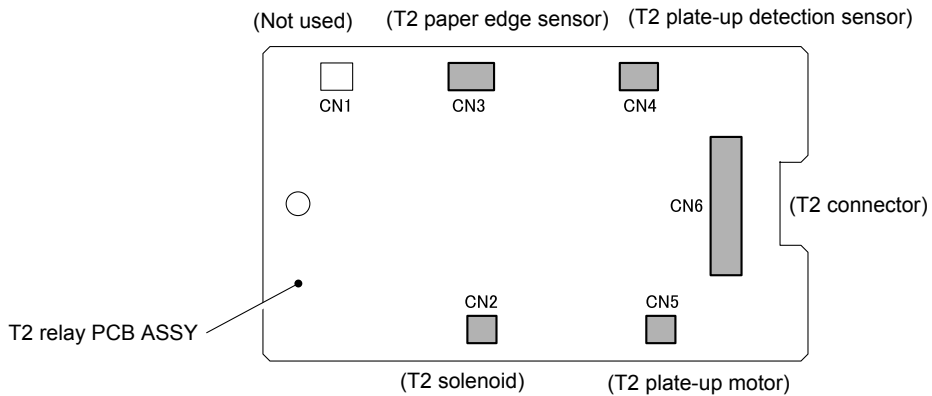 (Not used) (T2 paper edge sensor) (T2 plate-up detection sensor)
CN1 CN3 CN4
CN6 (T2 connector)
CN2 CN5
T2 relay PCB ASSY
(T2 solenoid) (T2 plate-up motor)